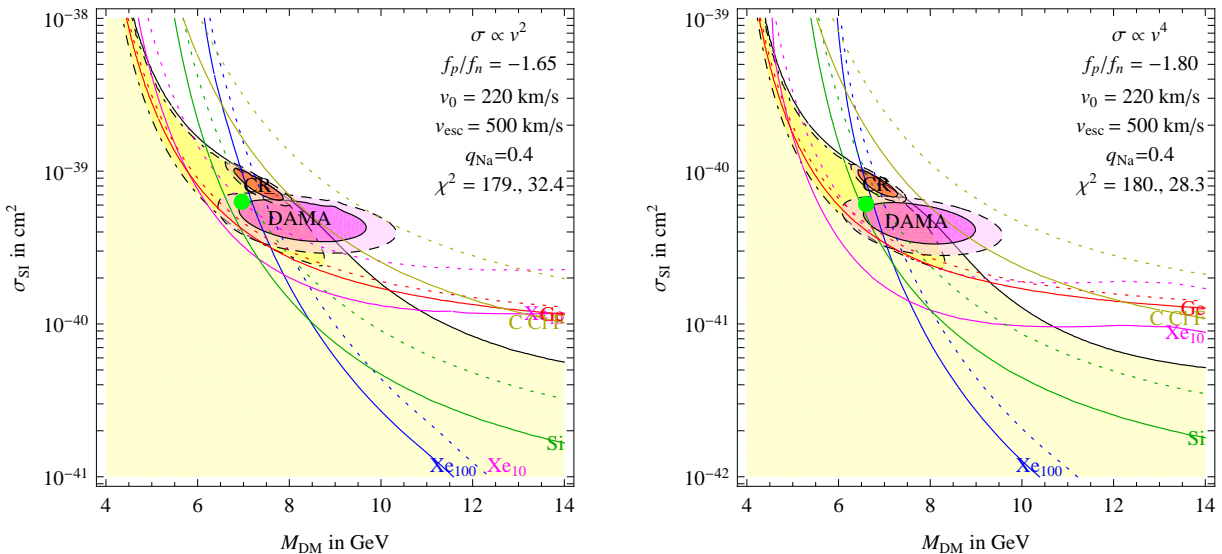 σ ∝ v²
f_p/f_n = −1.65
v_0 = 220 km/s
v_esc = 500 km/s
q_Na=0.4
χ² = 179., 32.4
CR
DAMA
Ge
C
Si
Xe_100
Xe_10
10^−38
10^−39
10^−40
10^−41
σ_SI in cm²
4
6
8
10
12
14
M_DM in GeV
σ ∝ v⁴
f_p/f_n = −1.80
v_0 = 220 km/s
v_esc = 500 km/s
q_Na=0.4
χ² = 180., 28.3
CR
DAMA
Ge
C
Xe_10
Si
Xe_100
10^−39
10^−40
10^−41
10^−42
σ_SI in cm²
4
6
8
10
12
14
M_DM in GeV